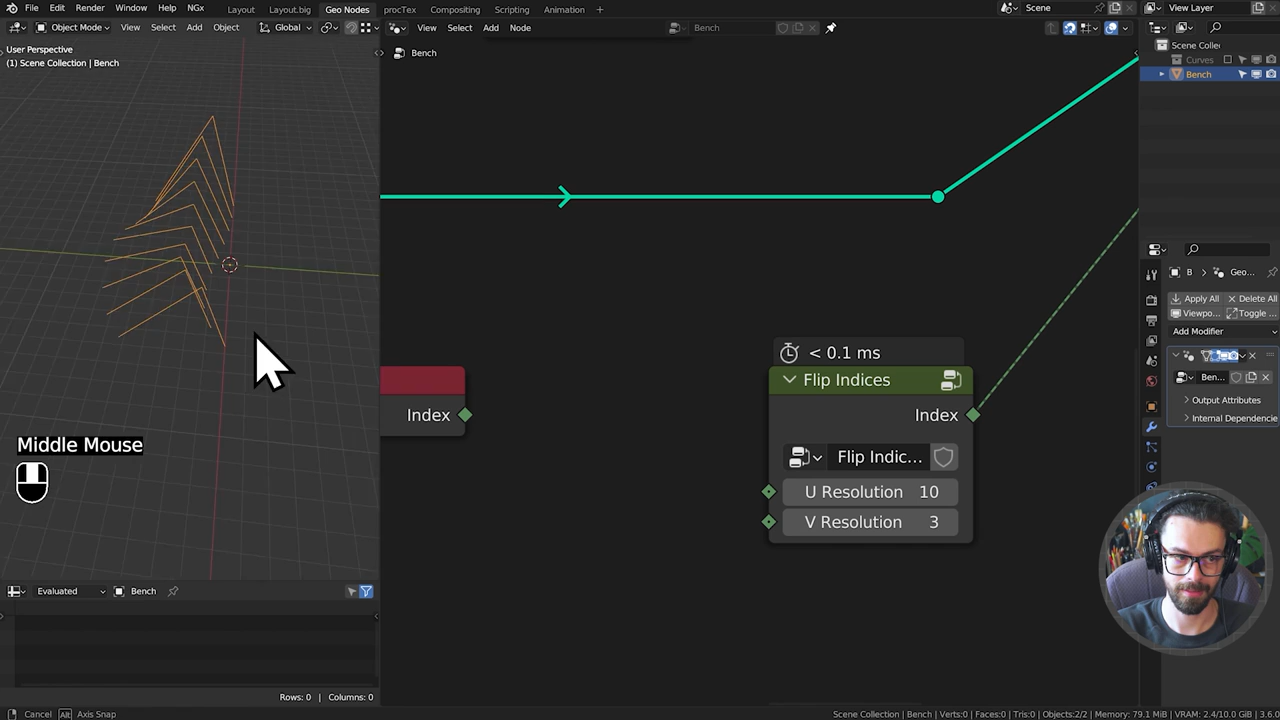 File Edit Render Window Help NGx Layout Layout.big Geo Nodes procTex Compositing Scripting Animation + Scene View Layer
Object Mode View Select Add Object Global
View Select Add Node Bench
User Perspective
(1) Scene Collection | Bench
Bench
Scene Collec
Curves
Bench
B Geo...
Apply All Delete All
Viewpo... Toggle ...
Add Modifier
Ben...
Output Attributes
Internal Dependencie
< 0.1 ms
Flip Indices
Index
Index
Flip Indic...
U Resolution 10
V Resolution 3
Middle Mouse
Evaluated Bench
Rows: 0 | Columns: 0
Cancel Alt Axis Snap
Scene Collection | Bench | Verts:0 | Faces:0 | Tris:0 | Objects:2/2 | Memory: 79.1 MiB | VRAM: 2.4/10.0 GiB | 3.6.0